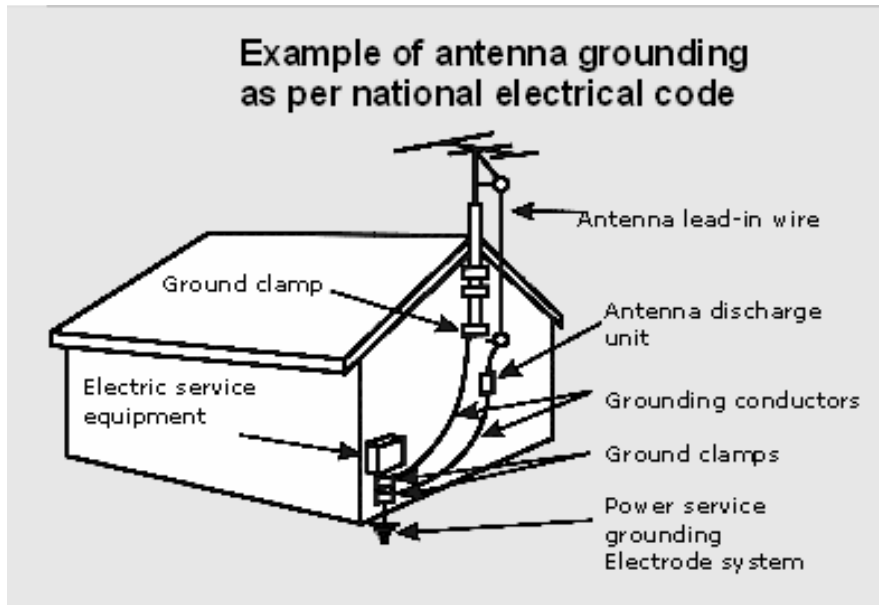 Example of antenna grounding
as per national electrical code
Antenna lead-in wire
Ground clamp
Antenna discharge
unit
Electric service
equipment
Grounding conductors
Ground clamps
Power service
grounding
Electrode system